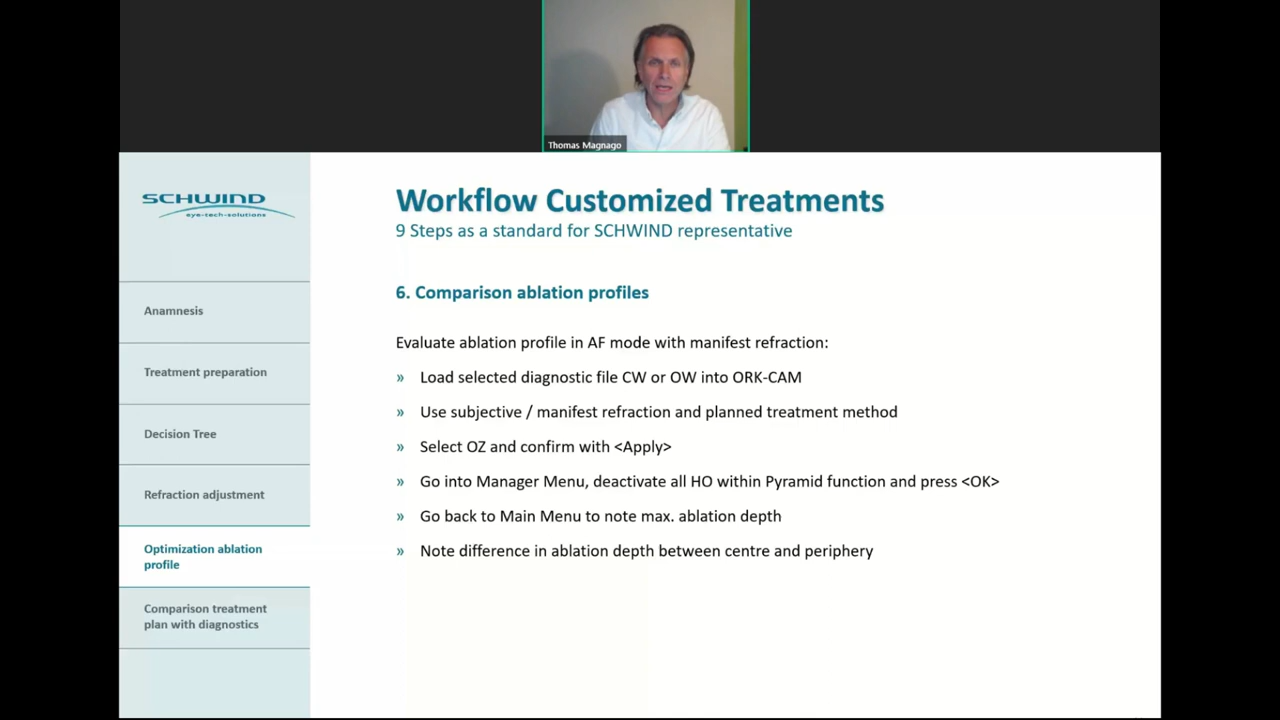 Thomas Magnago
SCHWIND
eye-tech-solutions
Workflow Customized Treatments
9 Steps as a standard for SCHWIND representative
Anamnesis
Treatment preparation
Decision Tree
Refraction adjustment
Optimization ablation
profile
Comparison treatment
plan with diagnostics
6. Comparison ablation profiles
Evaluate ablation profile in AF mode with manifest refraction:
» Load selected diagnostic file CW or OW into ORK-CAM
» Use subjective / manifest refraction and planned treatment method
» Select OZ and confirm with <Apply>
» Go into Manager Menu, deactivate all HO within Pyramid function and press <OK>
» Go back to Main Menu to note max. ablation depth
» Note difference in ablation depth between centre and periphery